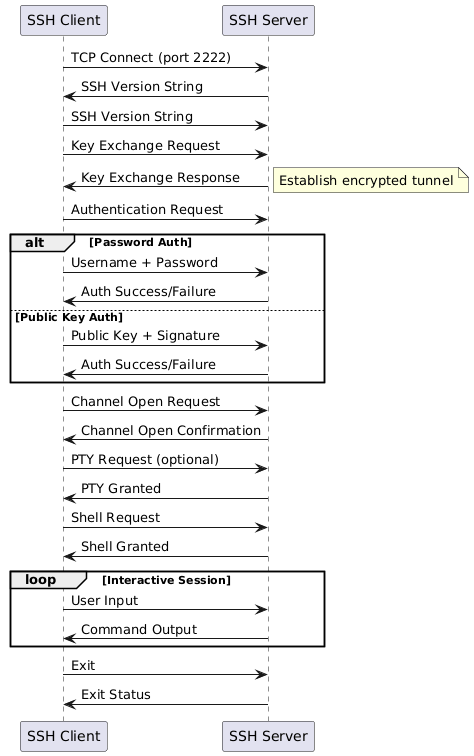 SSH Client SSH Server
TCP Connect (port 2222)
SSH Version String
SSH Version String
Key Exchange Request
Key Exchange Response
Establish encrypted tunnel
Authentication Request
alt [Password Auth]
Username + Password
Auth Success/Failure
[Public Key Auth]
Public Key + Signature
Auth Success/Failure
Channel Open Request
Channel Open Confirmation
PTY Request (optional)
PTY Granted
Shell Request
Shell Granted
loop [Interactive Session]
User Input
Command Output
Exit
Exit Status
SSH Client SSH Server